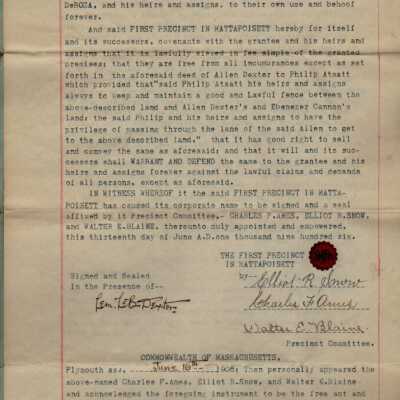 DeROZA, and his heirs and assigns, to their own use and behoof
forever.
And said FIRST PRECINCT IN MATTAPOISETT hereby for itself
and its successors, covenants with the grantee and his heirs and
assigns that it is lawfully siezed in fee simple of the granted
premises; that they are free from all incumbrances except as set
forth in the aforesaid deed of Allen Dexter to Philip Atsatt
which provided that "said Philip Atsatt his heirs and assigns
always to keep and maintain a good and Lawful fence between the
above-described land and Allen Dexter's and Ebenezer Cannon's
land; the said Philip and his heirs and assigns to have the
privilege of passing through the lane of the said Allen to get
to the above described land." that it has good right to sell
and convey the same as aforesaid; and that it will and its suc-
cessors shall WARRANT AND DEFEND the same to the grantee and his
heirs and assigns forever against the lawful claims and demands
of all persons, except as aforesaid.
IN WITNESS WHEREOF it the said FIRST PRECINCT IN MATTA-
POISETT has caused its corporate name to be signed and a seal
affixed by it Precinct Committee,- CHARLES F.AMES, ELLIOT R.SNOW,
and WALTER E.BLAINE, thereunto duly appointed and empowered,
this thirteenth day of June A.D.one thousand nine hundred six.
THE FIRST PRECINCT
IN MATTAPOISETT
Signed and Sealed
by-- Elliot R. Snow
in the Presence of--
Lem LeB. Dexter
Charles F. Ames
Walter E. Blaine
Precinct Committee.
COMMONWEALTH OF MASSACHUSETTS.
Plymouth ss. June 16th 1906. Then personally appeared the
above-named Charles F.Ames, Elliot R.Snow, and Walter E.Blaine
and acknowledged the foregoing instrument to be the free act and